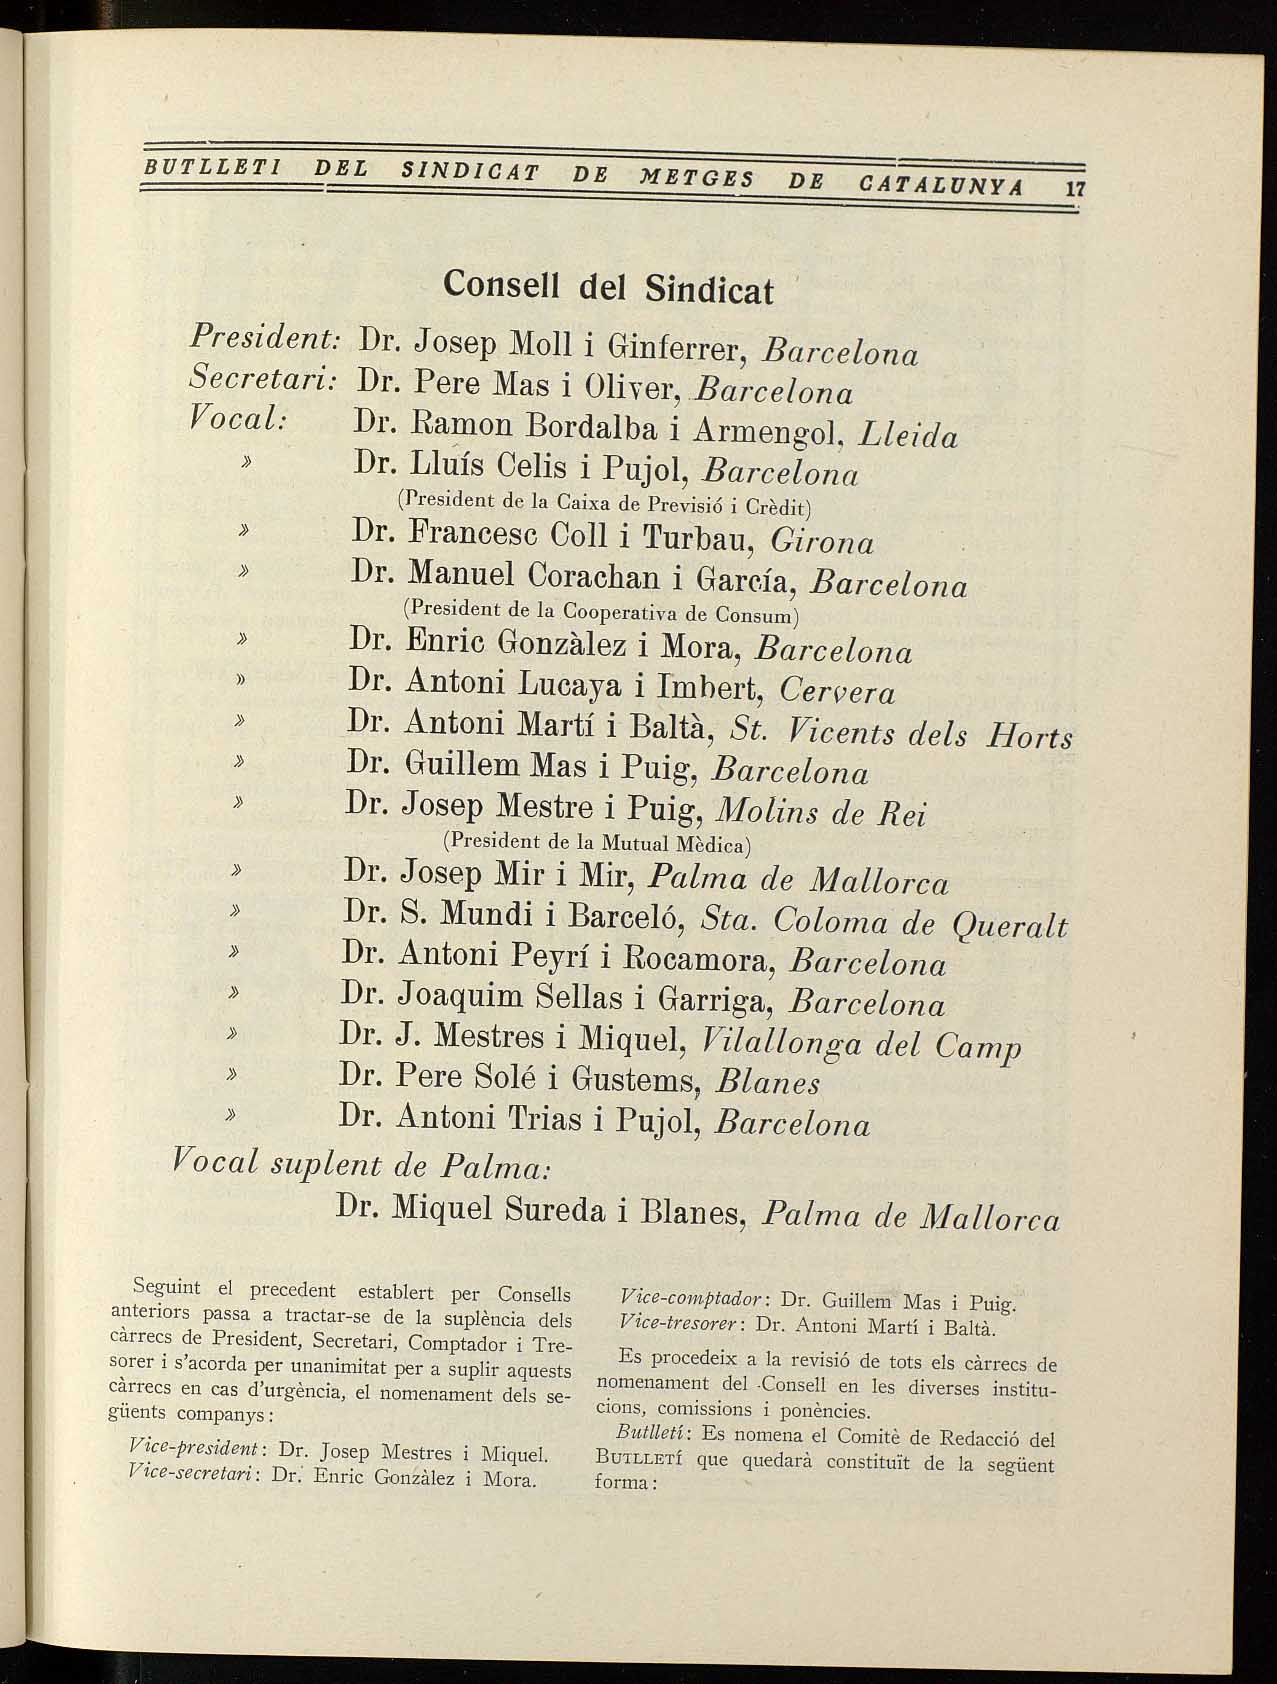 BUTLLETI DEL SINDICAT DE METGES DE CATALUNYA 17
Consell del Sindicat
President: Dr. Josep Moll i Ginferrer, Barcelona
Secretari: Dr. Pere Mas i Oliver, Barcelona
Vocal: Dr. Ramon Bordalba i Armengol, Lleida
» Dr. Lluís Celis i Pujol, Barcelona
(President de la Caixa de Previsió i Crèdit)
» Dr. Francesc Coll i Turbau, Girona
» Dr. Manuel Corachan i García, Barcelona
(President de la Cooperativa de Consum)
» Dr. Enric Gonzàlez i Mora, Barcelona
» Dr. Antoni Lucaya i Imbert, Cervera
» Dr. Antoni Martí i Baltà, St. Vicents dels Horts
» Dr. Guillem Mas i Puig, Barcelona
» Dr. Josep Mestre i Puig, Molins de Rei
(President de la Mutual Mèdica)
» Dr. Josep Mir i Mir, Palma de Mallorca
» Dr. S. Mundi i Barceló, Sta. Coloma de Queralt
» Dr. Antoni Peyrí i Rocamora, Barcelona
» Dr. Joaquim Sellas i Garriga, Barcelona
» Dr. J. Mestres i Miquel, Vilallonga del Camp
» Dr. Pere Solé i Gustems, Blanes
» Dr. Antoni Trias i Pujol, Barcelona
Vocal suplent de Palma:
Dr. Miquel Sureda i Blanes, Palma de Mallorca
Seguint el precedent establert per Consells
anteriors passa a tractar-se de la suplència dels
càrrecs de President, Secretari, Comptador i Tre-
sorer i s'acorda per unanimitat per a suplir aquests
càrrecs en cas d'urgència, el nomenament dels se-
güents companys:
Vice-president: Dr. Josep Mestres i Miquel.
Vice-secretari: Dr. Enric Gonzàlez i Mora.
Vice-comptador: Dr. Guillem Mas i Puig.
Vice-tresorer: Dr. Antoni Martí i Baltà.
Es procedeix a la revisió de tots els càrrecs de
nomenament del Consell en les diverses institu-
cions, comissions i ponències.
Butlletí: Es nomena el Comitè de Redacció del
BUTLLETÍ que quedarà constituït de la següent
forma: